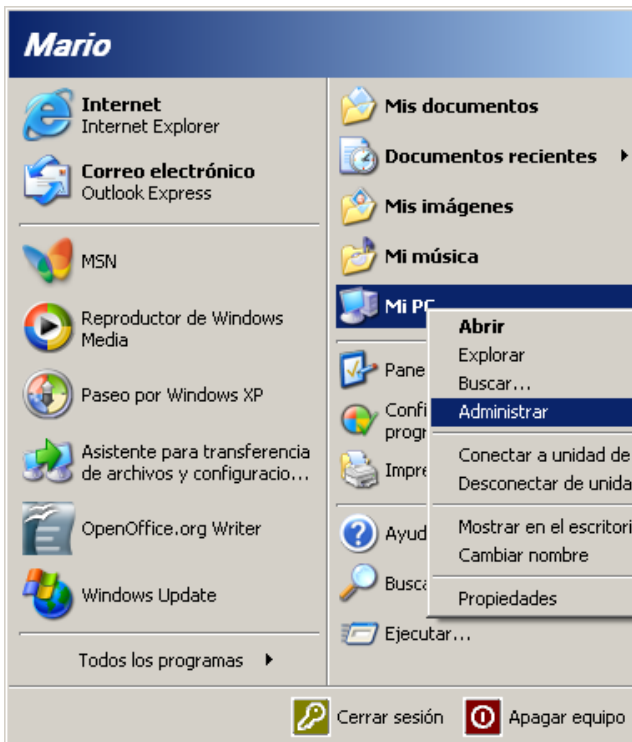 Mario
Internet
Internet Explorer
Correo electrónico
Outlook Express
MSN
Reproductor de Windows
Media
Paseo por Windows XP
Asistente para transferencia
de archivos y configuracio...
OpenOffice.org Writer
Windows Update
Todos los programas
Mis documentos
Documentos recientes
Mis imágenes
Mi música
Mi PC
Abrir
Explorar
Buscar...
Administrar
Conectar a unidad de
Desconectar de unida
Mostrar en el escritori
Cambiar nombre
Propiedades
Pane
Confi
progr
Impre
Ayud
Busca
Ejecutar...
Cerrar sesión
Apagar equipo